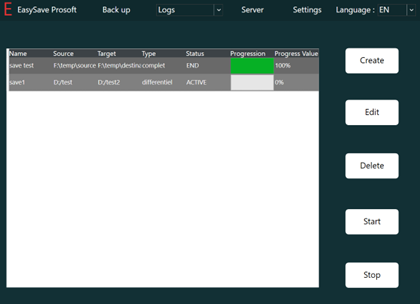 E EasySave Prosoft Back up Logs Server Settings Language : EN
Name Source Target Type Status Progression Progress Value
save test F:\temp\source F:\temp\destina complet END 100%
save1 D:/test D:/test2 differentiel ACTIVE 0%
Create
Edit
Delete
Start
Stop